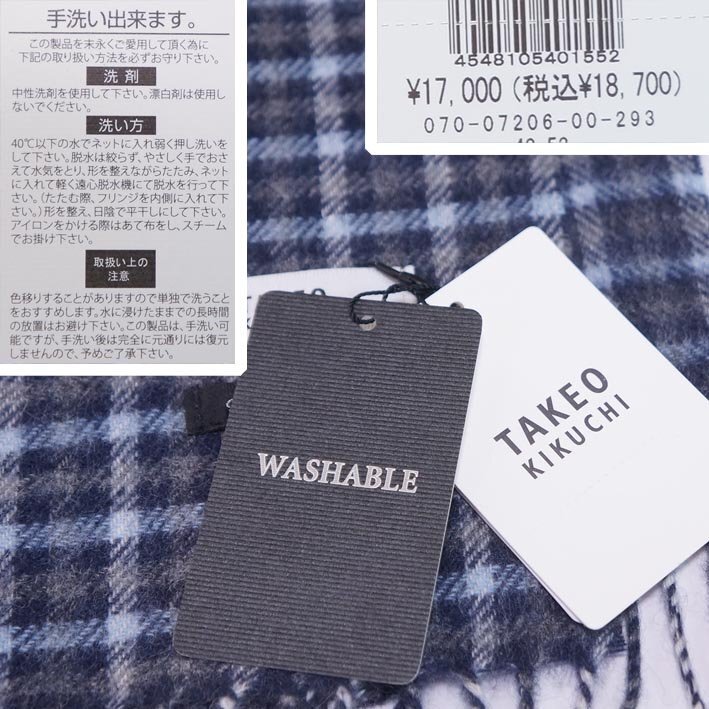 手洗い出来ます。
この製品を末永くご愛用して頂く為に
下記の取り扱い方法を必ずお守り下さい。
洗 剤
中性洗剤を使用して下さい。漂白剤は使用し
ないでください。
洗い方
40℃以下の水でネットに入れ弱く押し洗いを
して下さい。脱水は絞らず、やさしく手でおさ
えて水気をとり、形を整えながらたたみ、ネット
に入れて軽く遠心脱水機にて脱水を行って下
さい。(たたむ際、フリンジを内側に入れて下
さい。)形を整え、日陰で平干しにして下さい。
アイロンをかける際はあて布をし、スチーム
でお掛け下さい。
取扱い上の
注意
色移りすることがありますので単独で洗うこと
をおすすめします。水に浸けたままでの長時間
の放置はお避け下さい。この製品は、手洗い可
能ですが、手洗い後は完全に元通りには復元
しませんので、予めご了承下さい。
4548105401552
¥17,000(税込¥18,700)
070-07206-00-293
WASHABLE
TAKEO
KIKUCHI